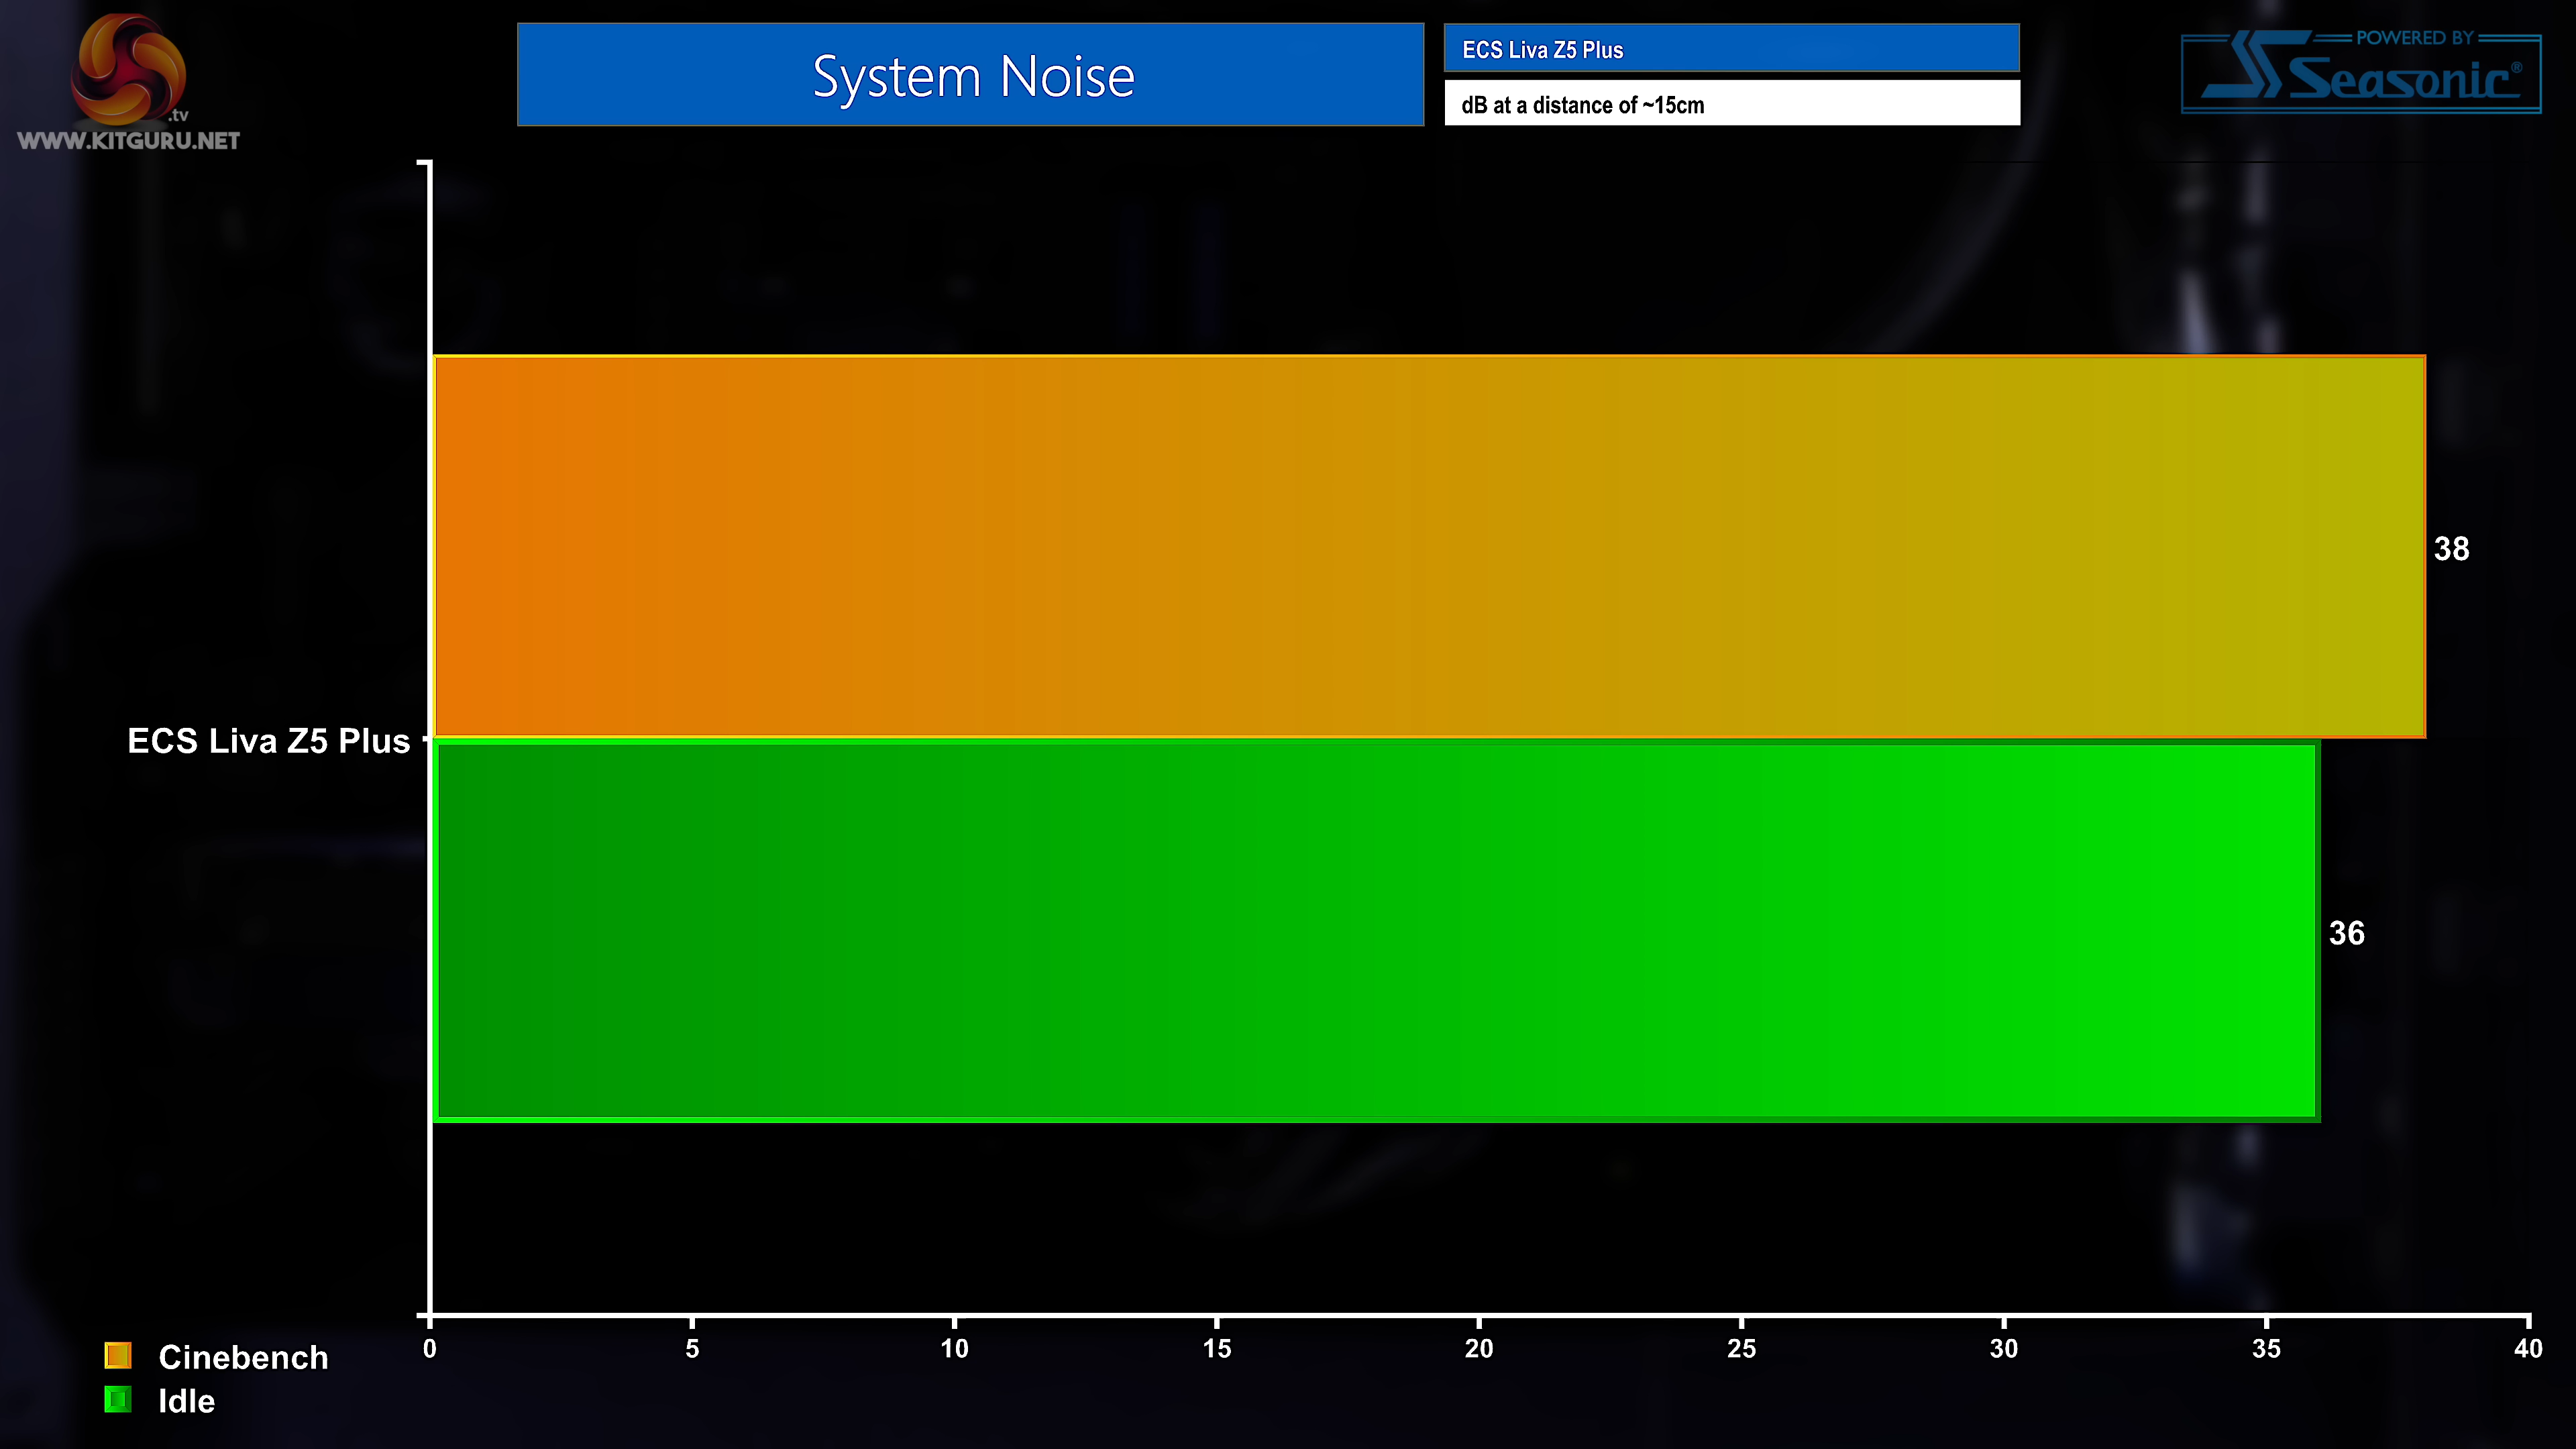 .tv
WWW.KITGURU.NET
System Noise
ECS Liva Z5 Plus
dB at a distance of ~15cm
POWERED BY
Seasonic®
38
ECS Liva Z5 Plus
36
0 5 10 15 20 25 30 35 40
Cinebench
Idle